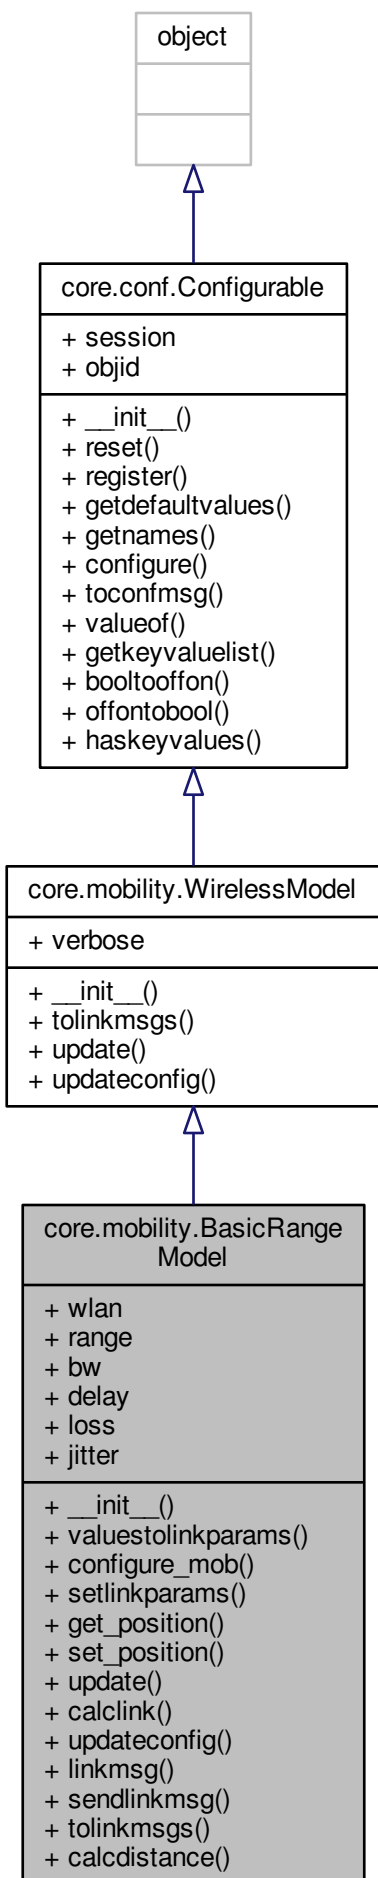 object
core.conf.Configurable
+ session
+ objid
+ __init__()
+ reset()
+ register()
+ getdefaultvalues()
+ getnames()
+ configure()
+ toconfmsg()
+ valueof()
+ getkeyvaluelist()
+ booltooffon()
+ offontobool()
+ haskeyvalues()
core.mobility.WirelessModel
+ verbose
+ __init__()
+ tolinkmsgs()
+ update()
+ updateconfig()
core.mobility.BasicRange
Model
+ wlan
+ range
+ bw
+ delay
+ loss
+ jitter
+ __init__()
+ valuestolinkparams()
+ configure_mob()
+ setlinkparams()
+ get_position()
+ set_position()
+ update()
+ calclink()
+ updateconfig()
+ linkmsg()
+ sendlinkmsg()
+ tolinkmsgs()
+ calcdistance()